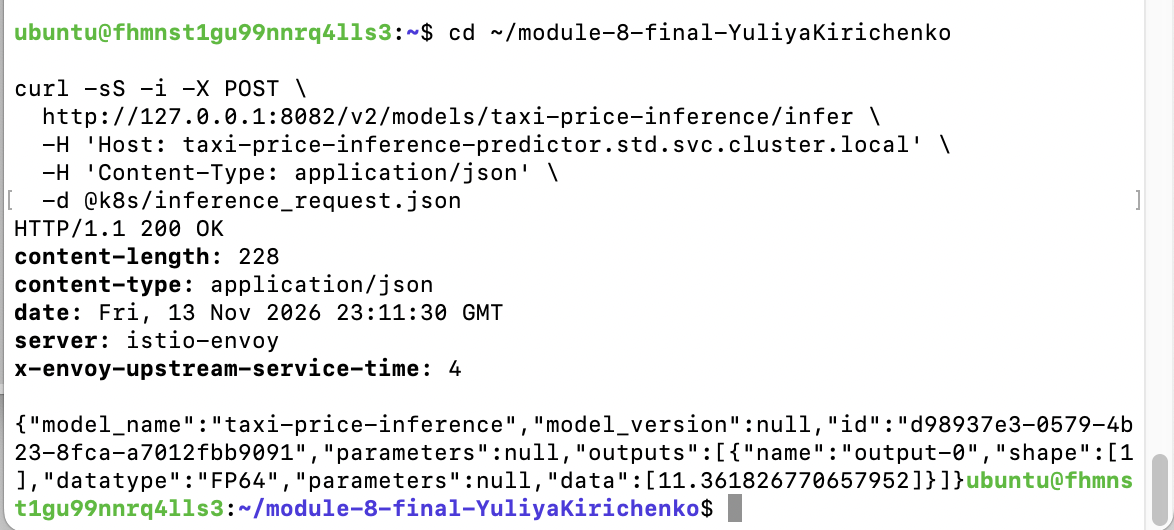 ubuntu@fhmnst1gu99nnrq4lls3:~$ cd ~/module-8-final-YuliyaKirichenko

curl -sS -i -X POST \
  http://127.0.0.1:8082/v2/models/taxi-price-inference/infer \
  -H 'Host: taxi-price-inference-predictor.std.svc.cluster.local' \
  -H 'Content-Type: application/json' \
[ -d @k8s/inference_request.json ]
HTTP/1.1 200 OK
content-length: 228
content-type: application/json
date: Fri, 13 Nov 2026 23:11:30 GMT
server: istio-envoy
x-envoy-upstream-service-time: 4

{"model_name":"taxi-price-inference","model_version":null,"id":"d98937e3-0579-4b
23-8fca-a7012fbb9091","parameters":null,"outputs":[{"name":"output-0","shape":[1
],"datatype":"FP64","parameters":null,"data":[11.361826770657952]}]}ubuntu@fhmns
t1gu99nnrq4lls3:~/module-8-final-YuliyaKirichenko$